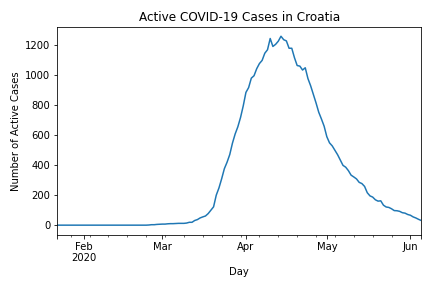 Active COVID-19 Cases in Croatia
Number of Active Cases
1200
1000
800
600
400
200
0
Feb
2020
Mar
Apr
May
Jun
Day